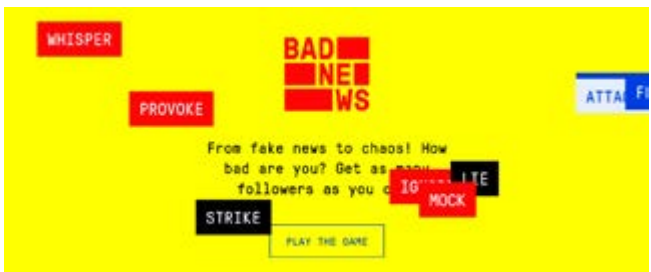 WHISPER
BAD
NE
WS
PROVOKE
From fake news to chaos! How
bad are you? Get as many
followers as you
LIE
MOCK
STRIKE
PLAY THE GAME